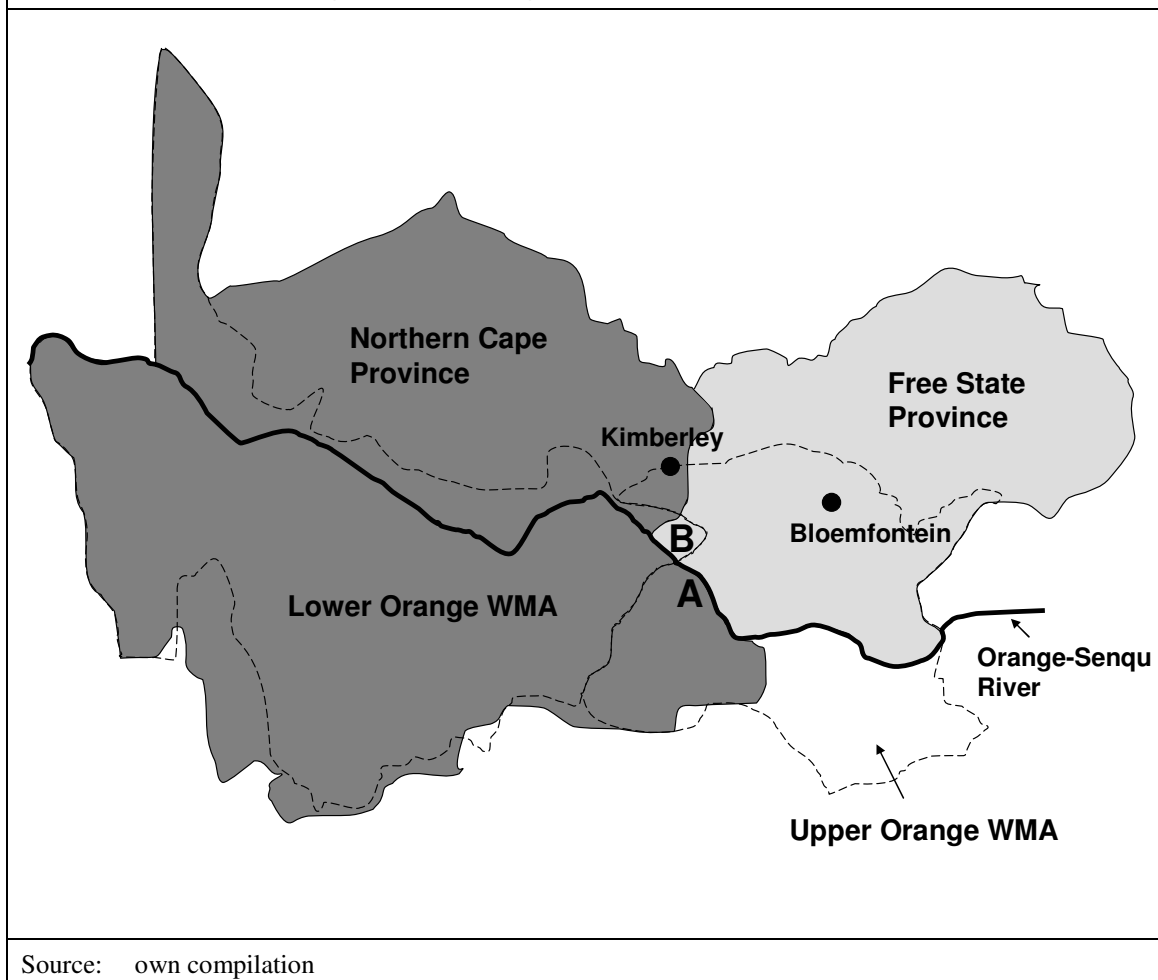 Northern Cape
Province
Free State
Province
Kimberley
Bloemfontein
B
A
Lower Orange WMA
Orange-Senqu
River
Upper Orange WMA
Source: own compilation